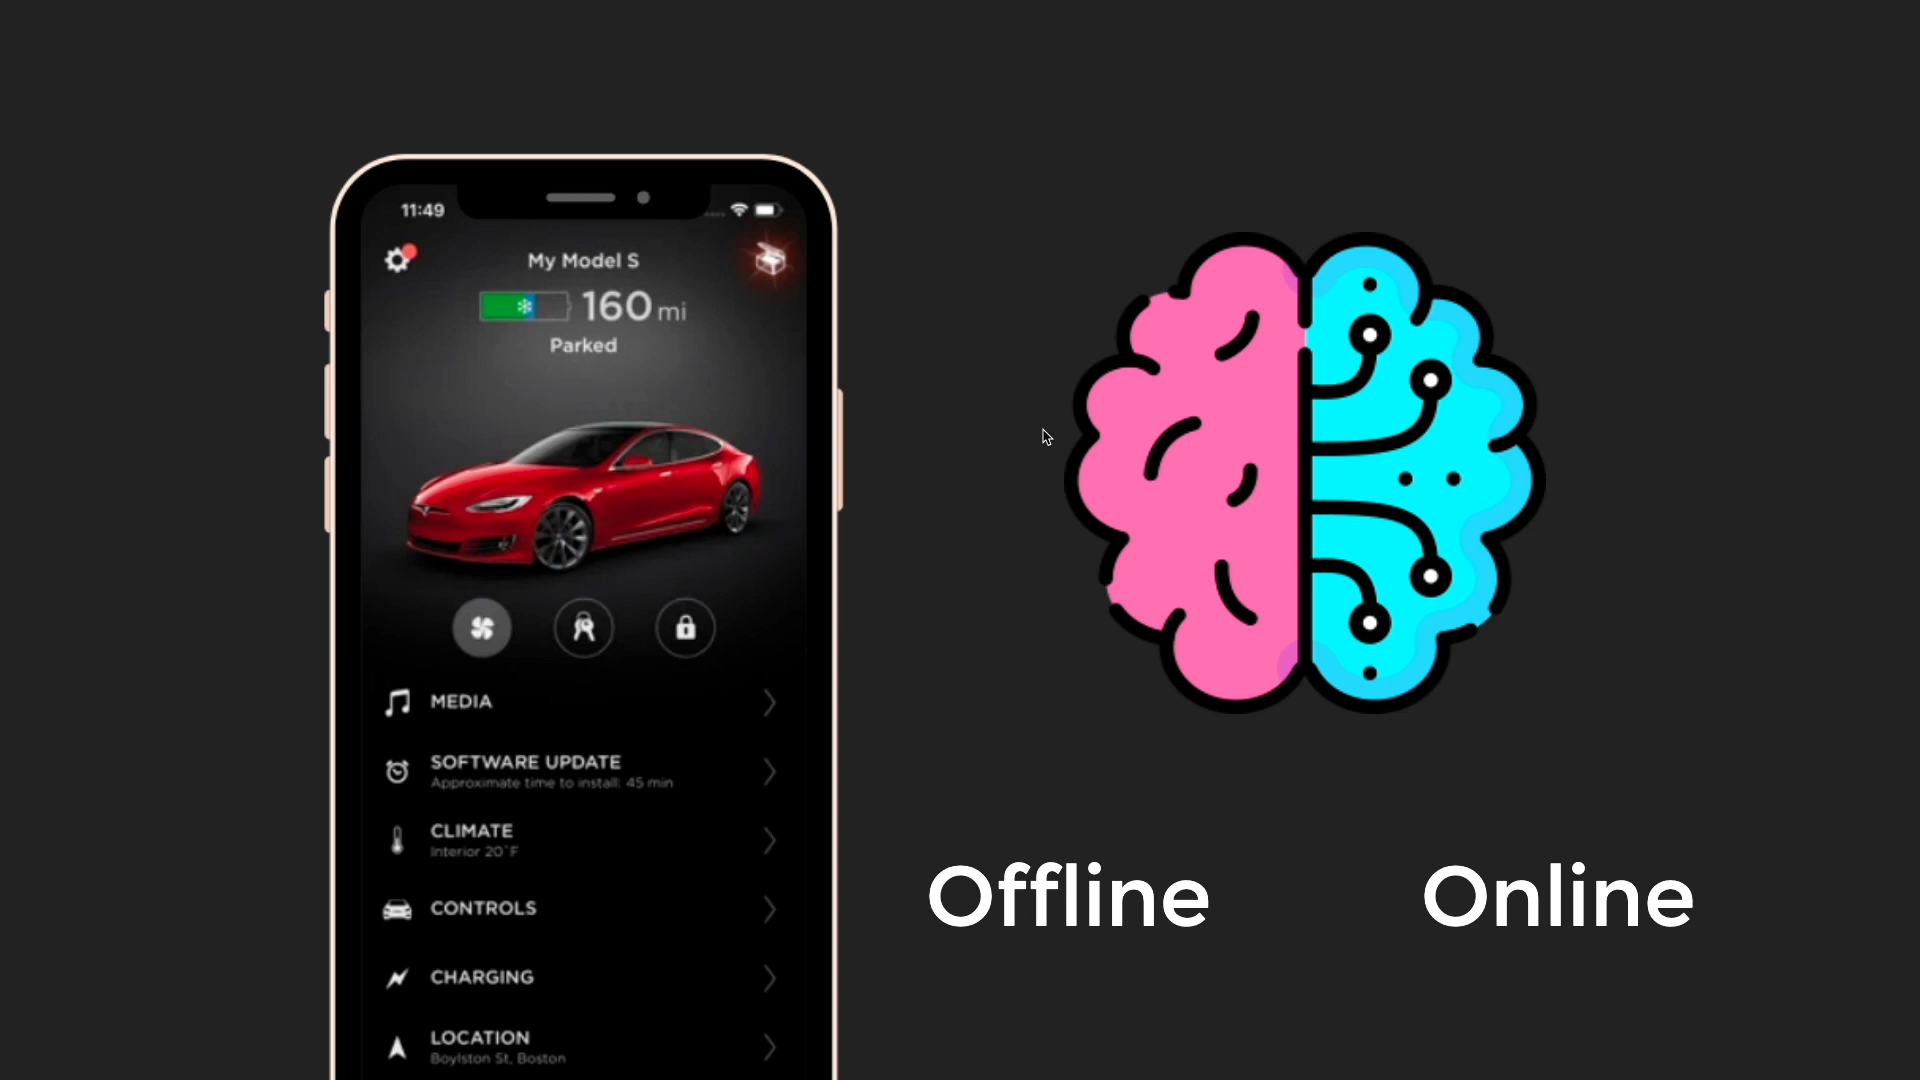 11:49
My Model S
160 mi
Parked
MEDIA
SOFTWARE UPDATE
Approximate time to install: 45 min
CLIMATE
Interior 20°F
CONTROLS
CHARGING
LOCATION
Boylston St, Boston
Offline
Online